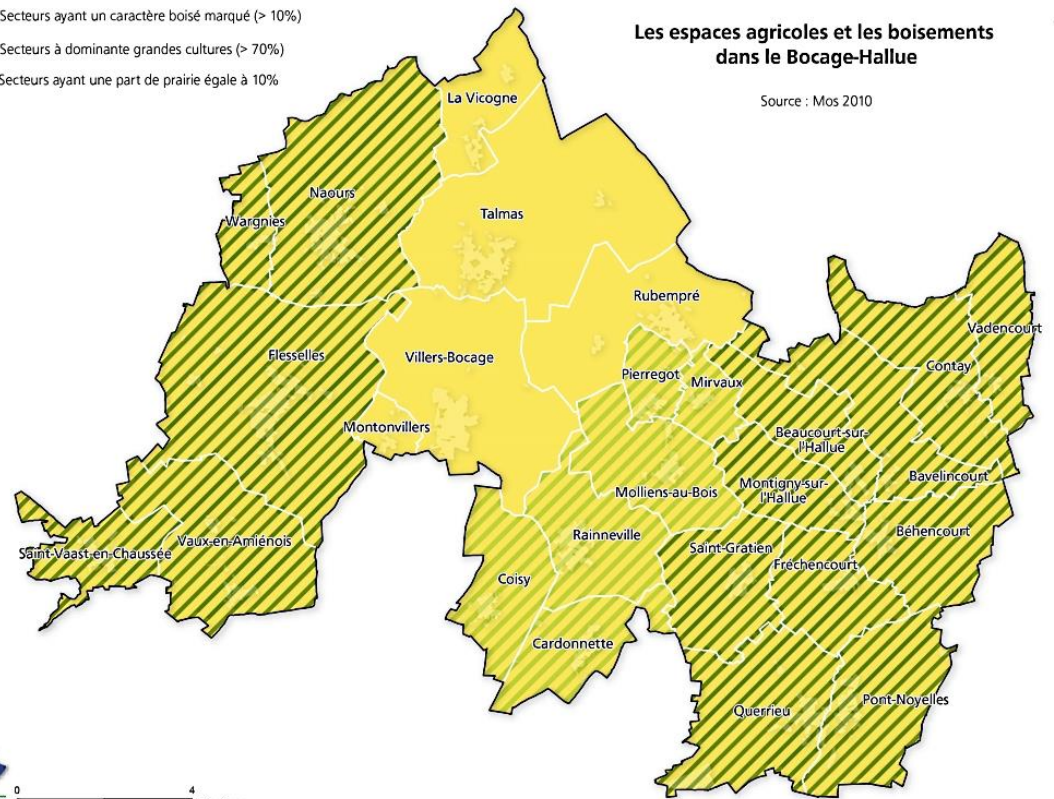 Secteurs ayant un caractère boisé marqué (> 10%)
Secteurs à dominante grandes cultures (> 70%)
Secteurs ayant une part de prairie égale à 10%
Les espaces agricoles et les boisements
dans le Bocage-Hallue
Source : Mos 2010
La Vicogne
Naours
Wargnies
Talmas
Rubempré
Vadencourt
Flesselles
Villers-Bocage
Contay
Pierregot
Mirvaux
Montonvillers
Beaucourt-sur-
l'Hallue
Bavelincourt
Montigny-sur-
l'Hallue
Molliens-au-Bois
Béhencourt
Rainneville
Saint-Gratien
Vaux-en-Amiénois
Saint-Vaast-en-Chaussée
Fréchencourt
Coisy
Cardonnette
Pont-Noyelles
Querrieu
0 4